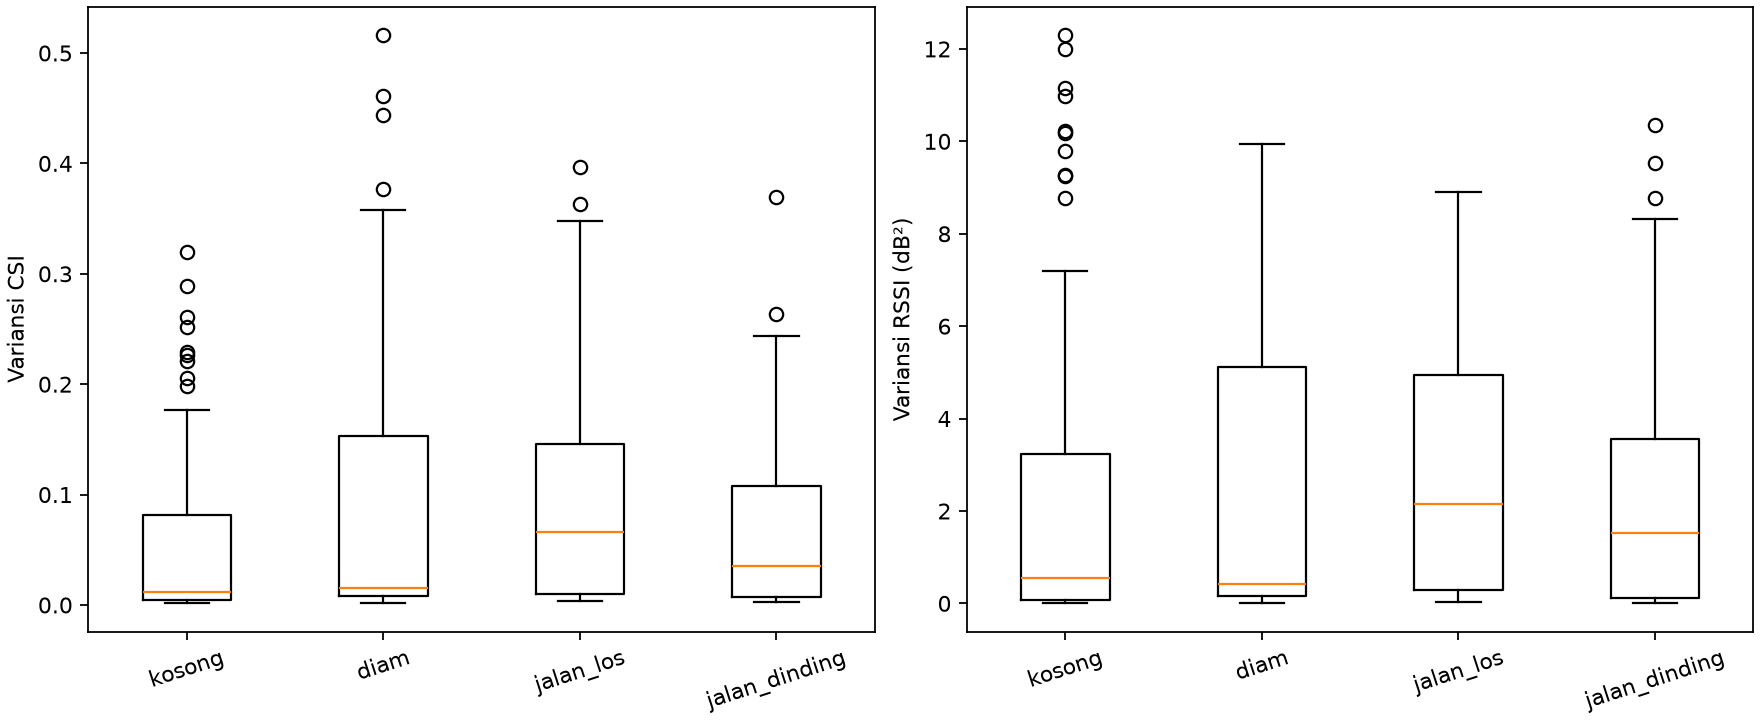 Variansi CSI
0.5
0.4
0.3
0.2
0.1
0.0
kosong
diam
jalan_los
jalan_dinding
Variansi RSSI (dB²)
12
10
8
6
4
2
0
kosong
diam
jalan_los
jalan_dinding